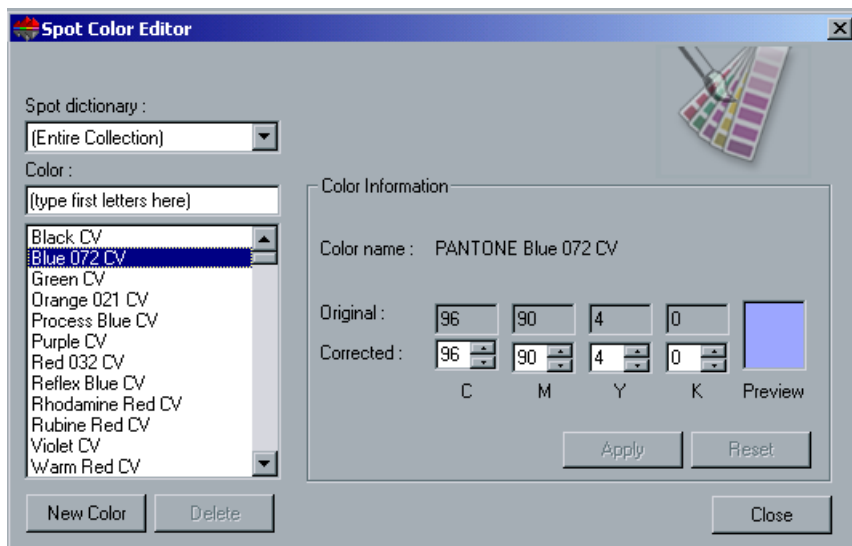 Spot Color Editor
Spot dictionary :
(Entire Collection)
Color :
(type first letters here)
Black CV
Blue 072 CV
Green CV
Orange 021 CV
Process Blue CV
Purple CV
Red 032 CV
Reflex Blue CV
Rhodamine Red CV
Rubine Red CV
Violet CV
Warm Red CV
New Color
Delete
Color Information
Color name : PANTONE Blue 072 CV
Original : 96 90 4 0
Corrected : 96 90 4 0
C M Y K Preview
Apply Reset
Close